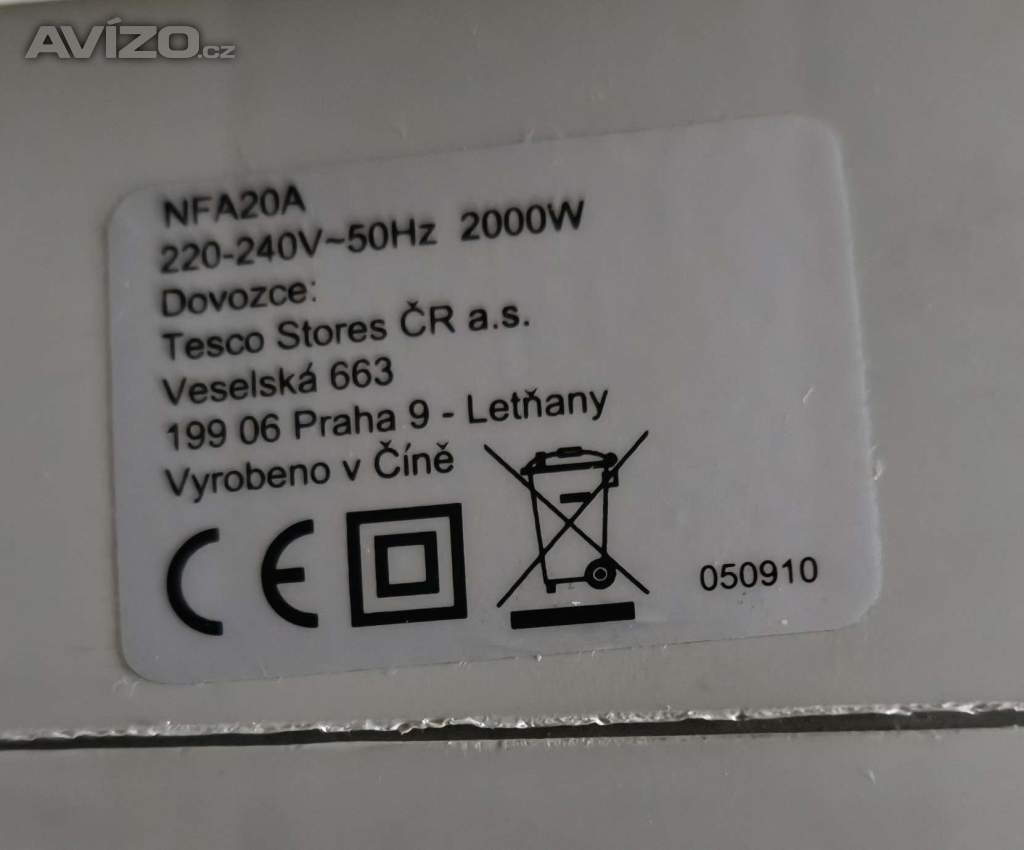 AVÍZO.cz
NFA20A
220-240V~50Hz 2000W
Dovozce:
Tesco Stores ČR a.s.
Veselská 663
199 06 Praha 9 - Letňany
Vyrobeno v Číně
CE
050910